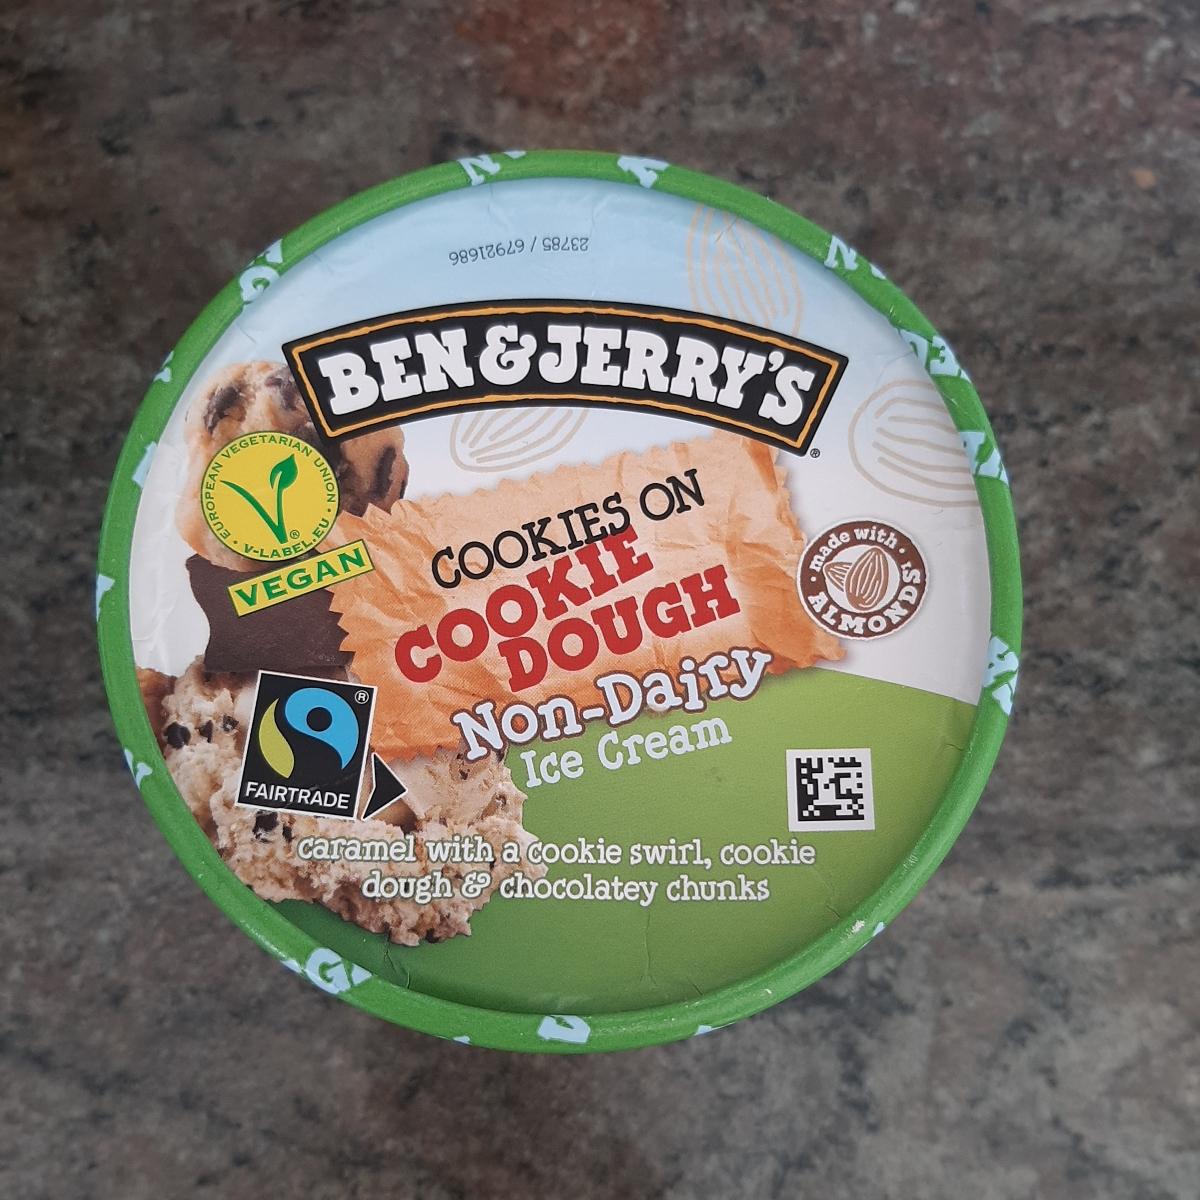 23785 / 67921686
BEN & JERRY'S®
EUROPEAN VEGETARIAN UNION
V-LABEL.EU
VEGAN
COOKIES ON
COOKIE
DOUGH
Non-Dairy
Ice Cream
made with
ALMONDS!
FAIRTRADE
caramel with a cookie swirl, cookie
dough & chocolatey chunks